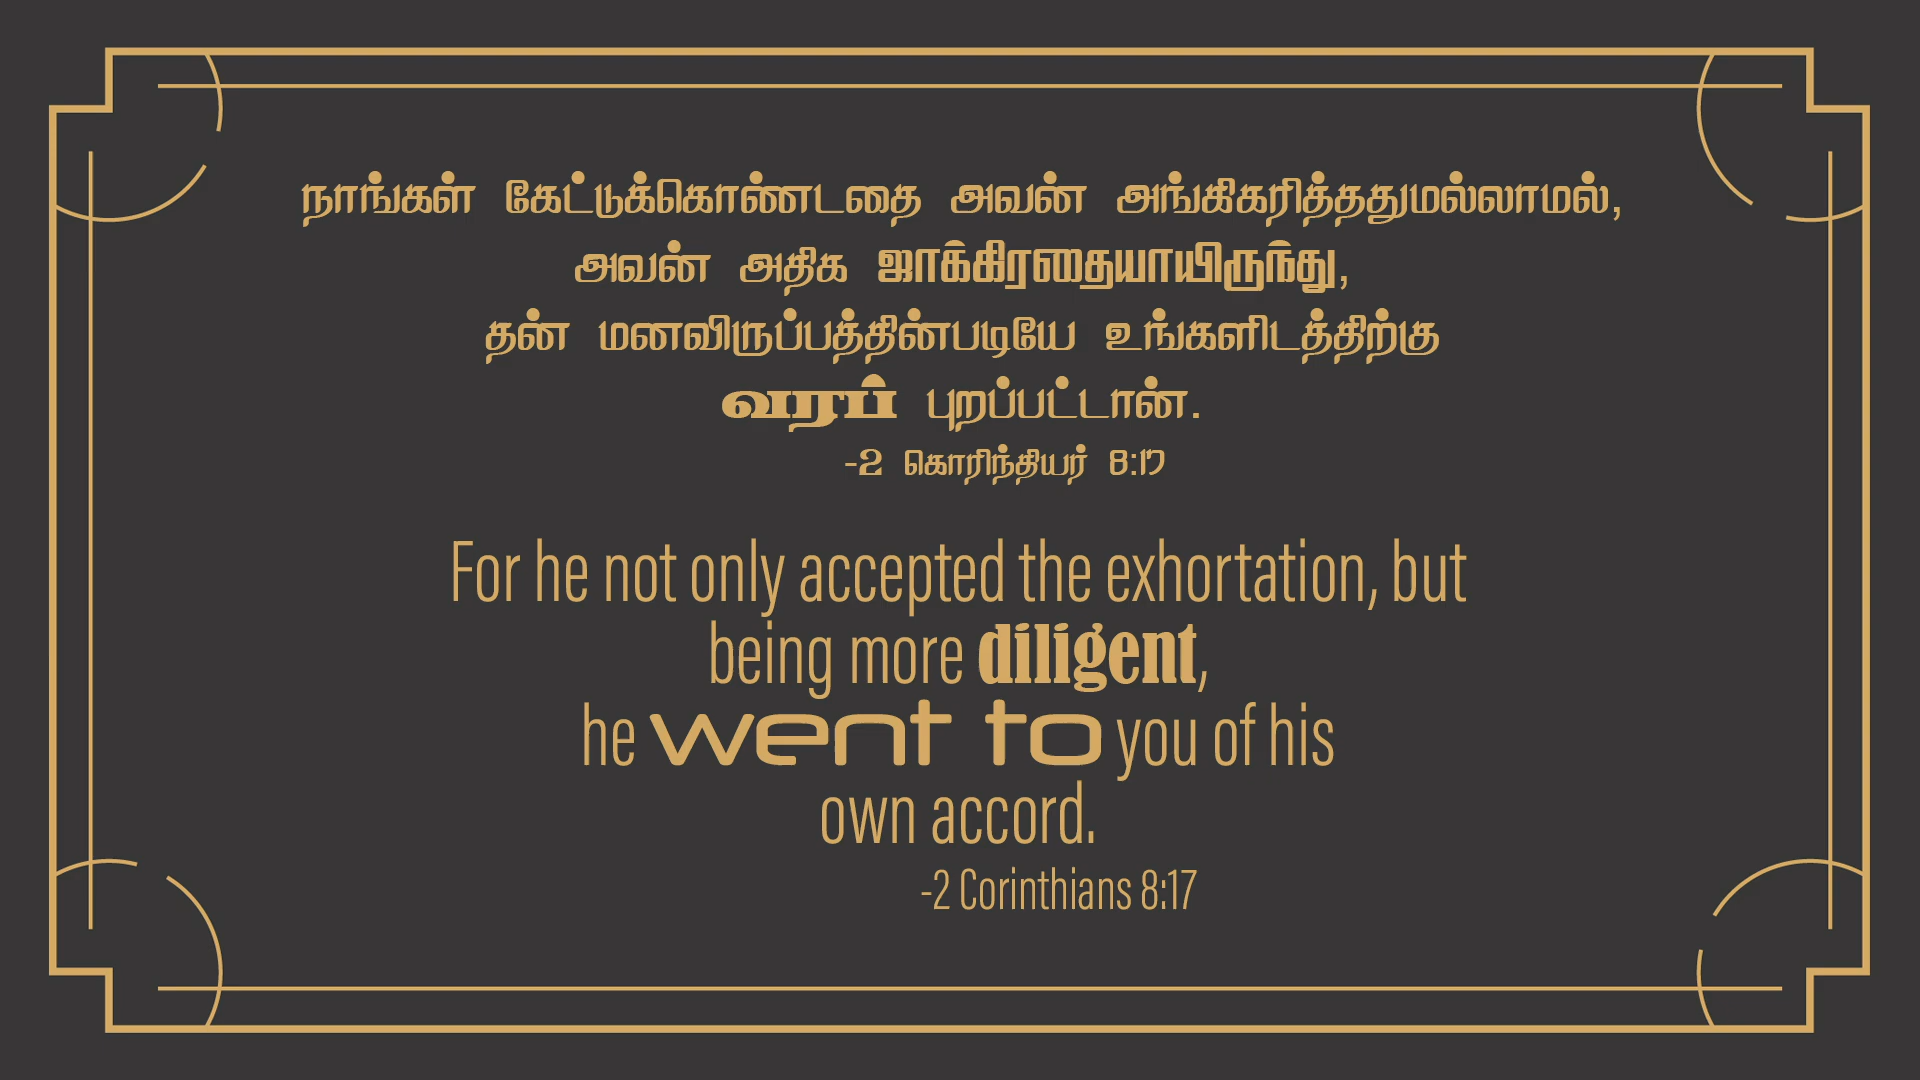 நாங்கள் கேட்டுக்கொண்டதை அவன் அங்கிகரித்ததுமல்லாமல்,
அவன் அதிக ஜாக்கிரதையாயிருந்து,
தன் மனவிருப்பத்தின்படியே உங்களிடத்திற்கு
வரப் புறப்பட்டான்.
-2 கொரிந்தியர் 8:17
For he not only accepted the exhortation, but
being more diligent,
he went to you of his
own accord.
-2 Corinthians 8:17